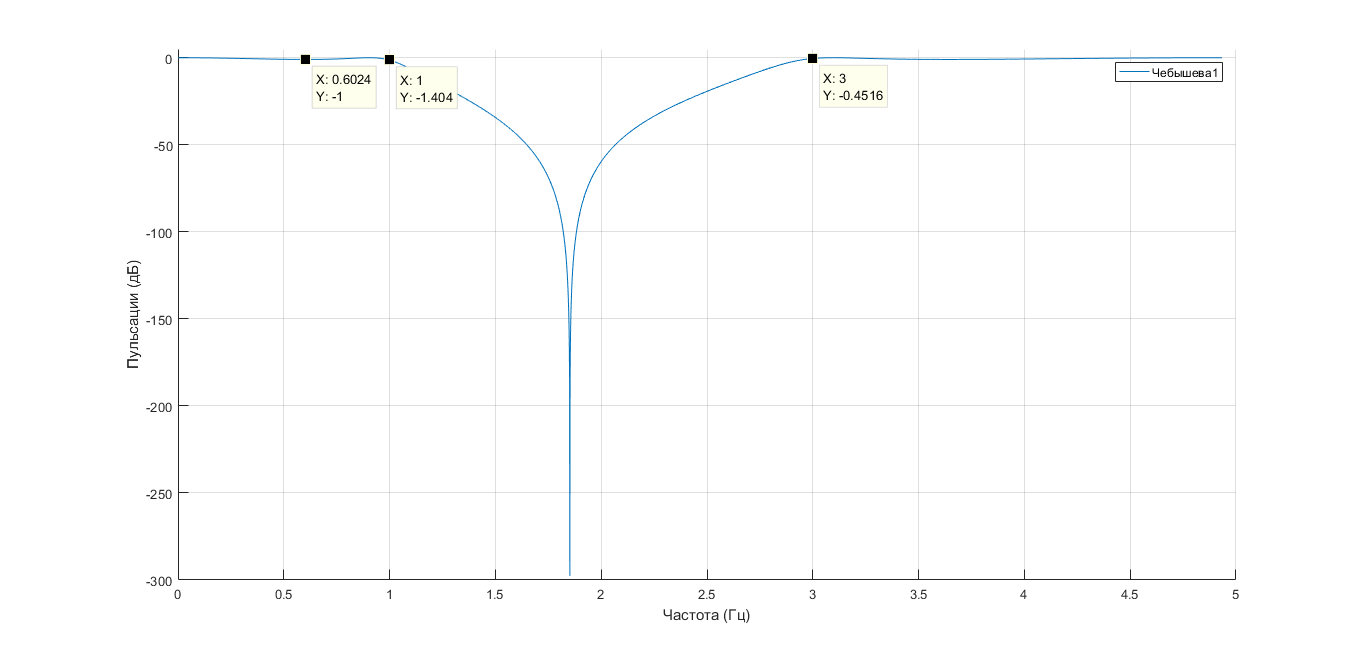 0
-50
-100
-150
-200
-250
-300
Пульсации (дБ)
X: 0.6024
Y: -1
X: 1
Y: -1.404
X: 3
Y: -0.4516
Чебышева1
0
0.5
1
1.5
2
2.5
3
3.5
4
4.5
5
Частота (Гц)